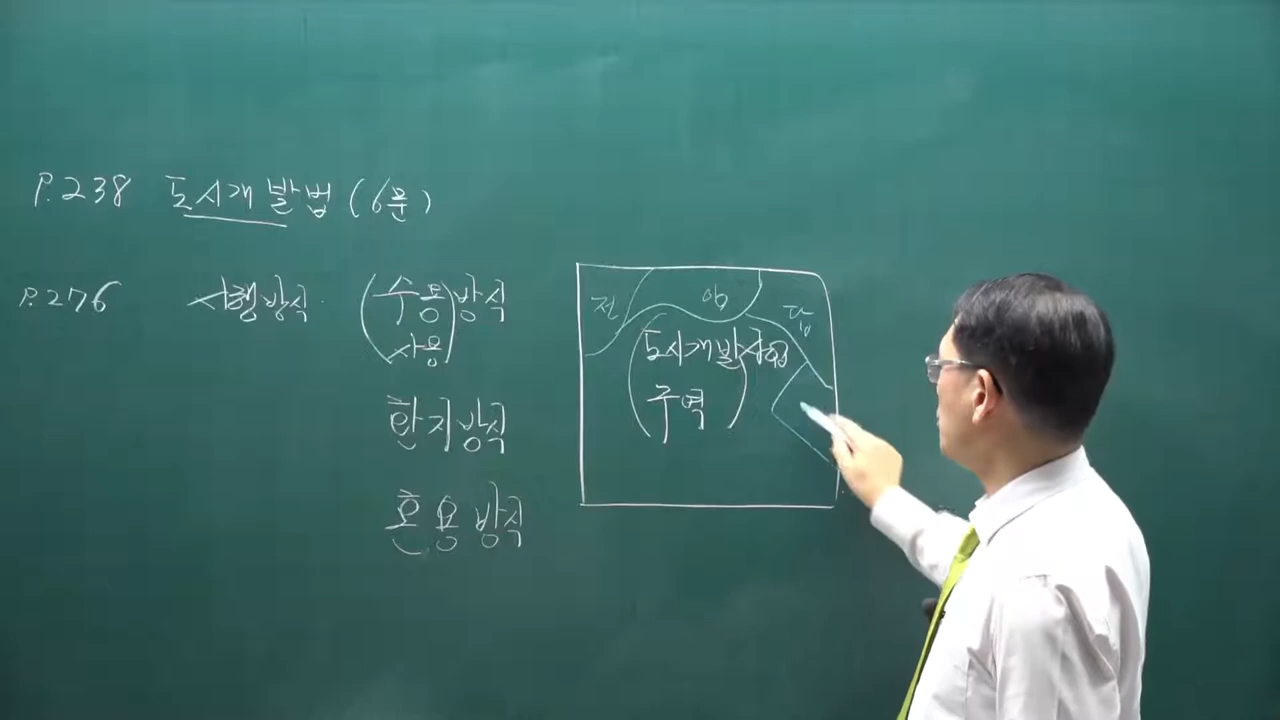 P.238 도시개발법 (6문)
P.276 시행방식 (수용방식
사용)
환지방식
혼용방식
전 야 답
(도시개발사업
구역)